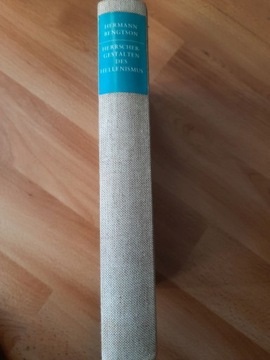 HERMANN
BENGTSON
HERRSCHER-
GESTALTEN
DES
HELLENISMUS